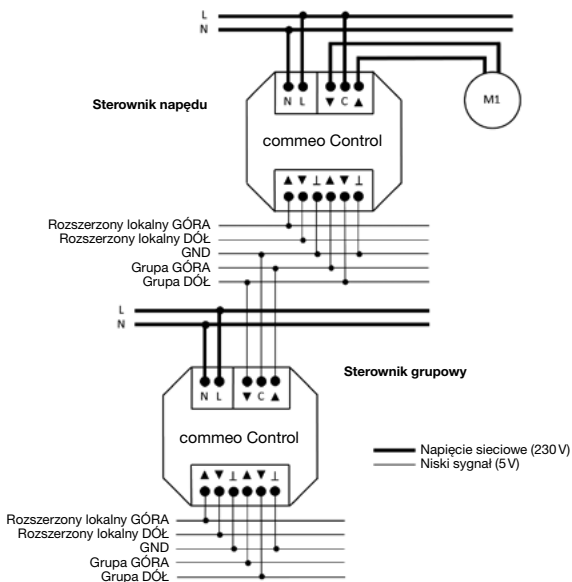 L
N
N L ▼ C ▲
M1
Sterownik napędu
commeo Control
▲ ▼ ⊥ ▲ ▼ ⊥
Rozszerzony lokalny GÓRA
Rozszerzony lokalny DÓŁ
GND
Grupa GÓRA
Grupa DÓŁ
L
N
Sterownik grupowy
N L ▼ C ▲
commeo Control
Napięcie sieciowe (230 V)
Niski sygnał (5 V)
▲ ▼ ⊥ ▲ ▼ ⊥
Rozszerzony lokalny GÓRA
Rozszerzony lokalny DÓŁ
GND
Grupa GÓRA
Grupa DÓŁ